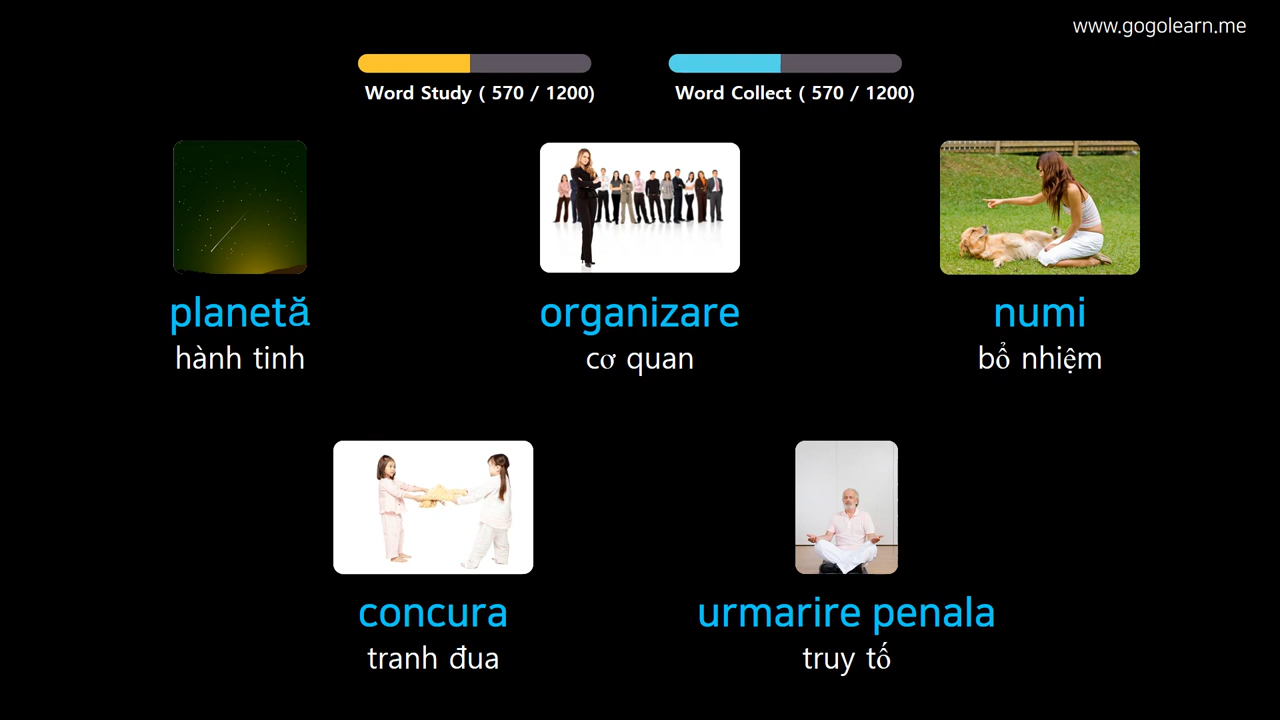 www.gogolearn.me
Word Study ( 570 / 1200)
Word Collect ( 570 / 1200)
planetă
hành tinh
organizare
cơ quan
numi
bổ nhiệm
concura
tranh đua
urmarire penala
truy tố